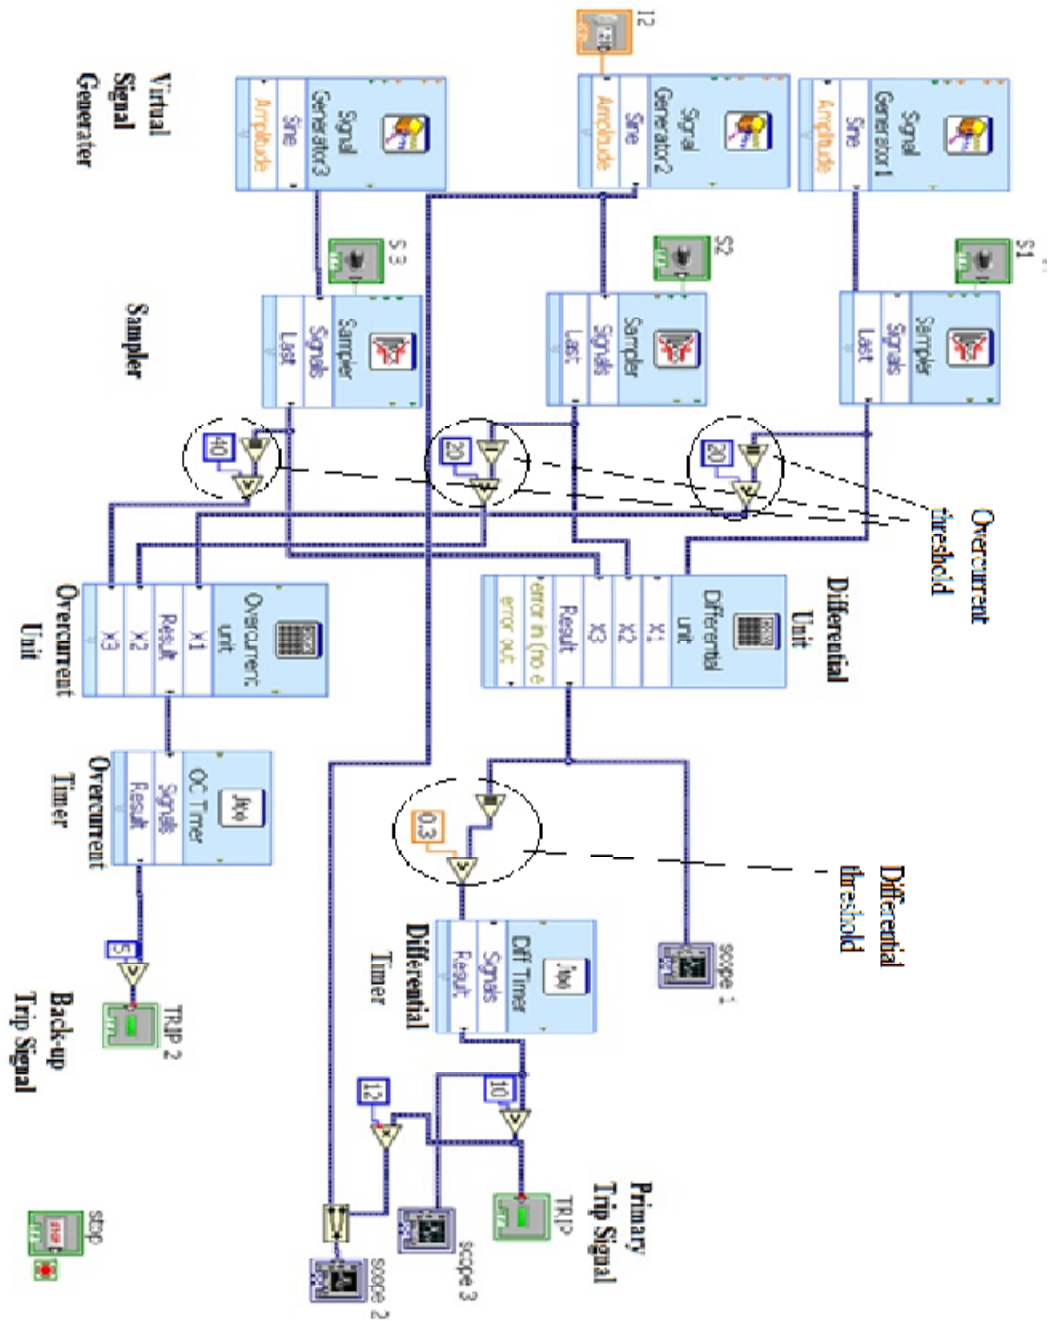 I2
Signal
Generator1
Sine
Amplitude
Signal
Generator2
Sine
Amplitude
Signal
Generator3
Sine
Amplitude
Virtual
Signal
Generater
S1
Sampler
Signals
Last
S2
Sampler
Signals
Last
S 3
Sampler
Signals
Last
Sampler
20
20
40
Overcurrent
threshold
Differential
Unit
Differential
unit
X1
X2
X3
Result
error in (no e
error out
Overcurrent
unit
X1
Result
X2
X3
Overcurrent
Unit
Differential
threshold
0.3
OC Timer
Signals
Result
Overcurrent
Timer
scope 1
Diff Timer
Signals
Result
Differential
Timer
5
TRIP 2
Back-up
Trip Signal
10
12
Primary
Trip Signal
TRIP
scope 3
scope 2
stop